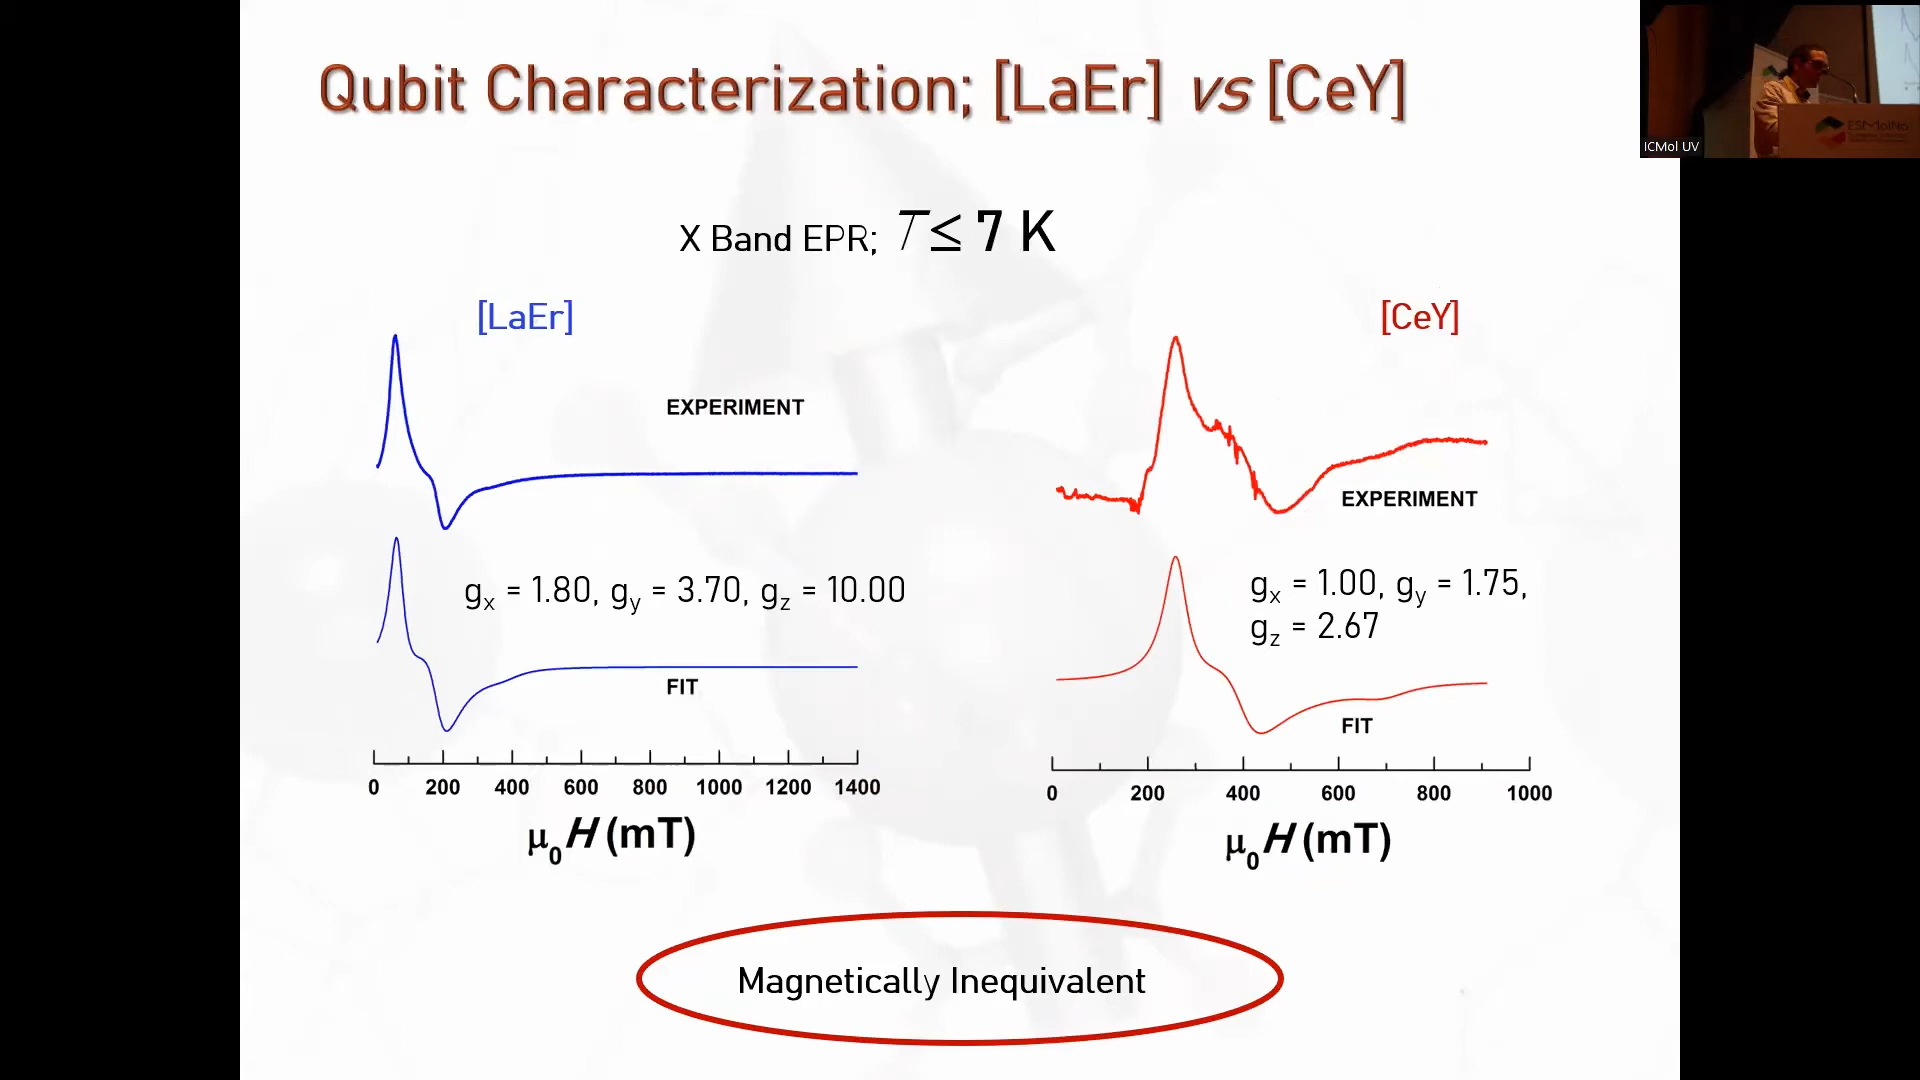 Qubit Characterization; [LaEr] vs [CeY]
ICMol UV
ESMolNa
X Band EPR; T ≤ 7 K
[LaEr]
EXPERIMENT
gx = 1.80, gy = 3.70, gz = 10.00
FIT
0 200 400 600 800 1000 1200 1400
μ0H (mT)
[CeY]
EXPERIMENT
gx = 1.00, gy = 1.75,
gz = 2.67
FIT
0 200 400 600 800 1000
μ0H (mT)
Magnetically Inequivalent